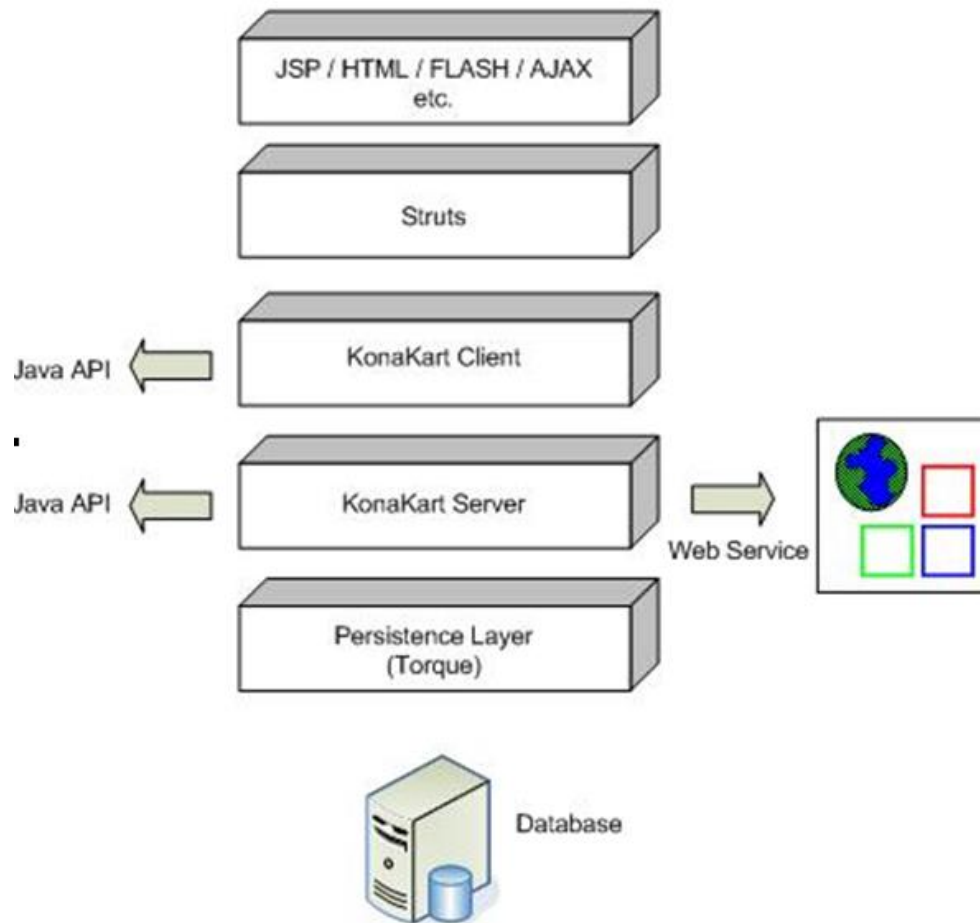 JSP / HTML / FLASH / AJAX
etc.
Struts
KonaKart Client
Java API
KonaKart Server
Java API
Web Service
Persistence Layer
(Torque)
Database